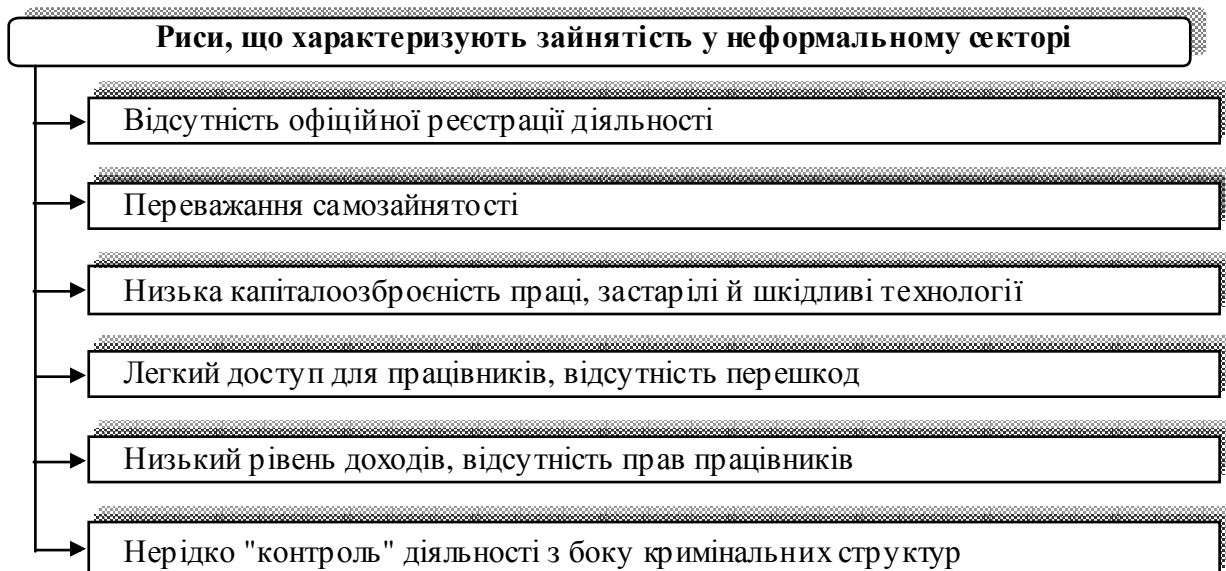 Риси, що характеризують зайнятість у неформальному секторі
Відсутність офіційної реєстрації діяльності
Переважання самозайнятості
Низька капіталоозброєність праці, застарілі й шкідливі технології
Легкий доступ для працівників, відсутність перешкод
Низький рівень доходів, відсутність прав працівників
Нерідко "контроль" діяльності з боку кримінальних структур